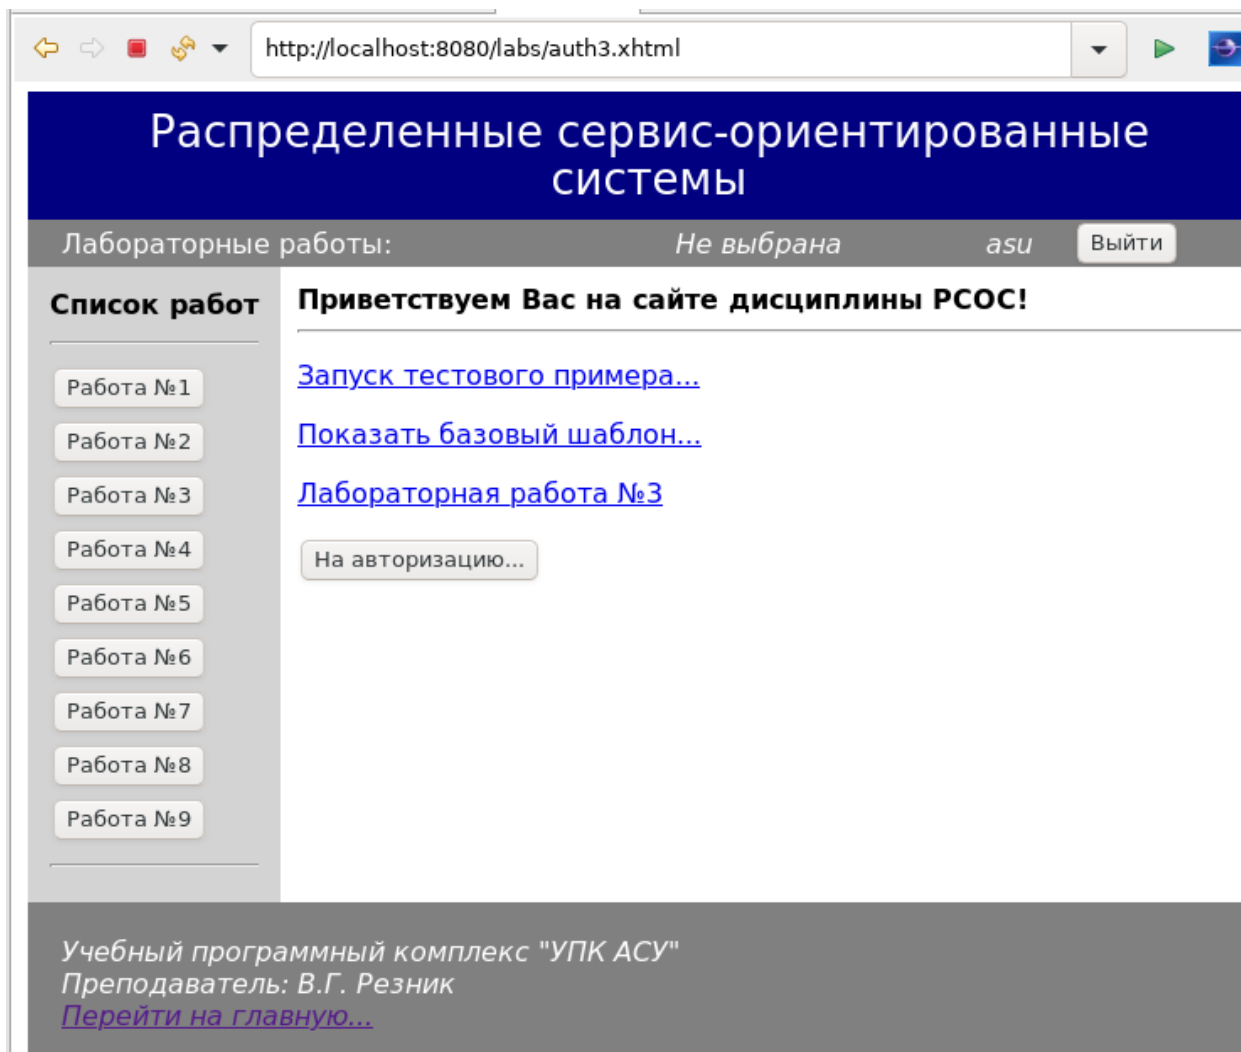 http://localhost:8080/labs/auth3.xhtml
Распределенные сервис-ориентированные
системы
Лабораторные работы: Не выбрана asu Выйти
Список работ
Работа №1
Работа №2
Работа №3
Работа №4
Работа №5
Работа №6
Работа №7
Работа №8
Работа №9
Приветствуем Вас на сайте дисциплины РСОС!
Запуск тестового примера...
Показать базовый шаблон...
Лабораторная работа №3
На авторизацию...
Учебный программный комплекс "УПК АСУ"
Преподаватель: В.Г. Резник
Перейти на главную...